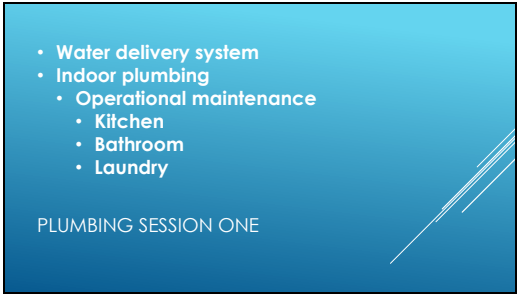 • Water delivery system
• Indoor plumbing
• Operational maintenance
• Kitchen
• Bathroom
• Laundry
PLUMBING SESSION ONE